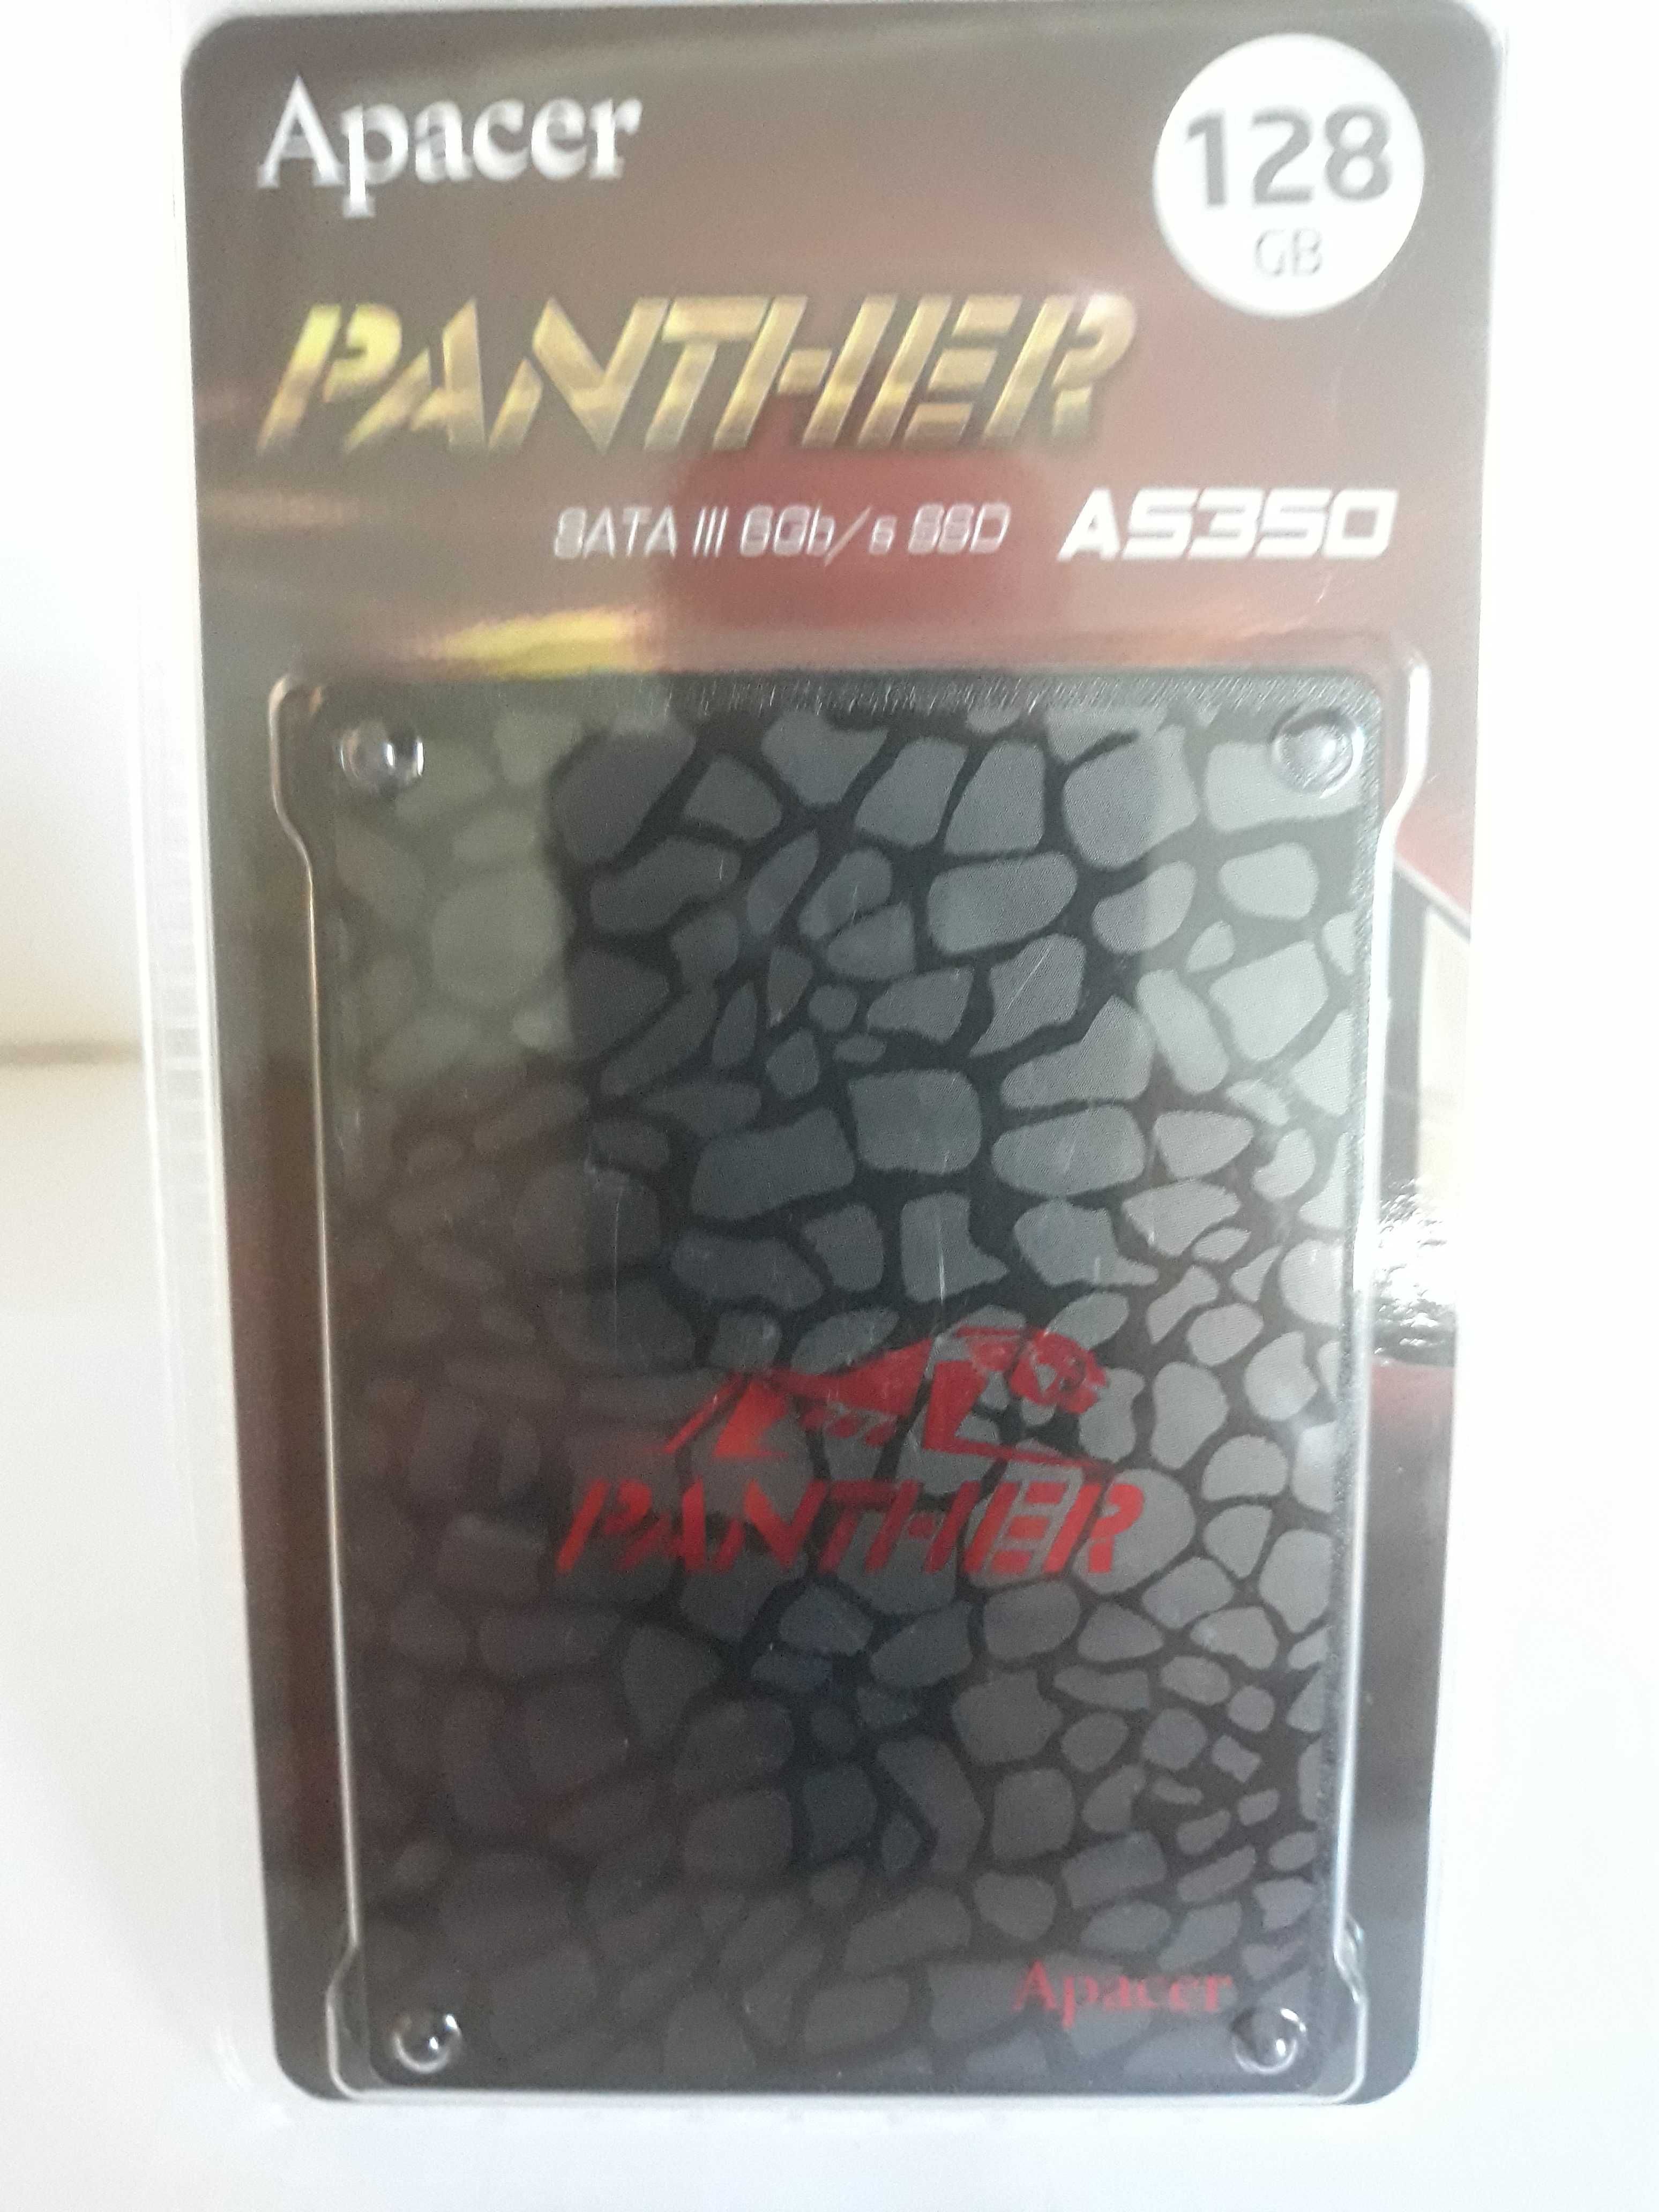 Apacer
128
GB
PANTHER
SATA III 6Gb/s SSD AS350
PANTHER
Apacer